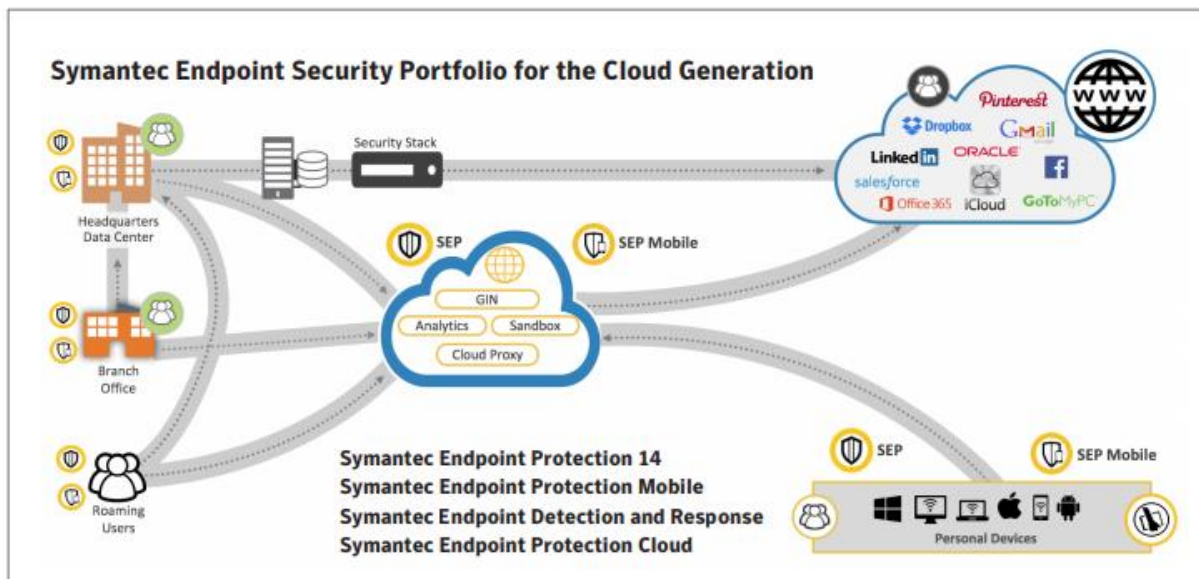 Symantec Endpoint Security Portfolio for the Cloud Generation
WWW
Pinterest
Dropbox
GMail
LinkedIn
ORACLE
f
salesforce
Office 365
iCloud
GoToMyPC
Security Stack
Headquarters
Data Center
SEP
SEP Mobile
GIN
Analytics
Sandbox
Cloud Proxy
Branch
Office
Roaming
Users
Symantec Endpoint Protection 14
Symantec Endpoint Protection Mobile
Symantec Endpoint Detection and Response
Symantec Endpoint Protection Cloud
SEP
SEP Mobile
Personal Devices